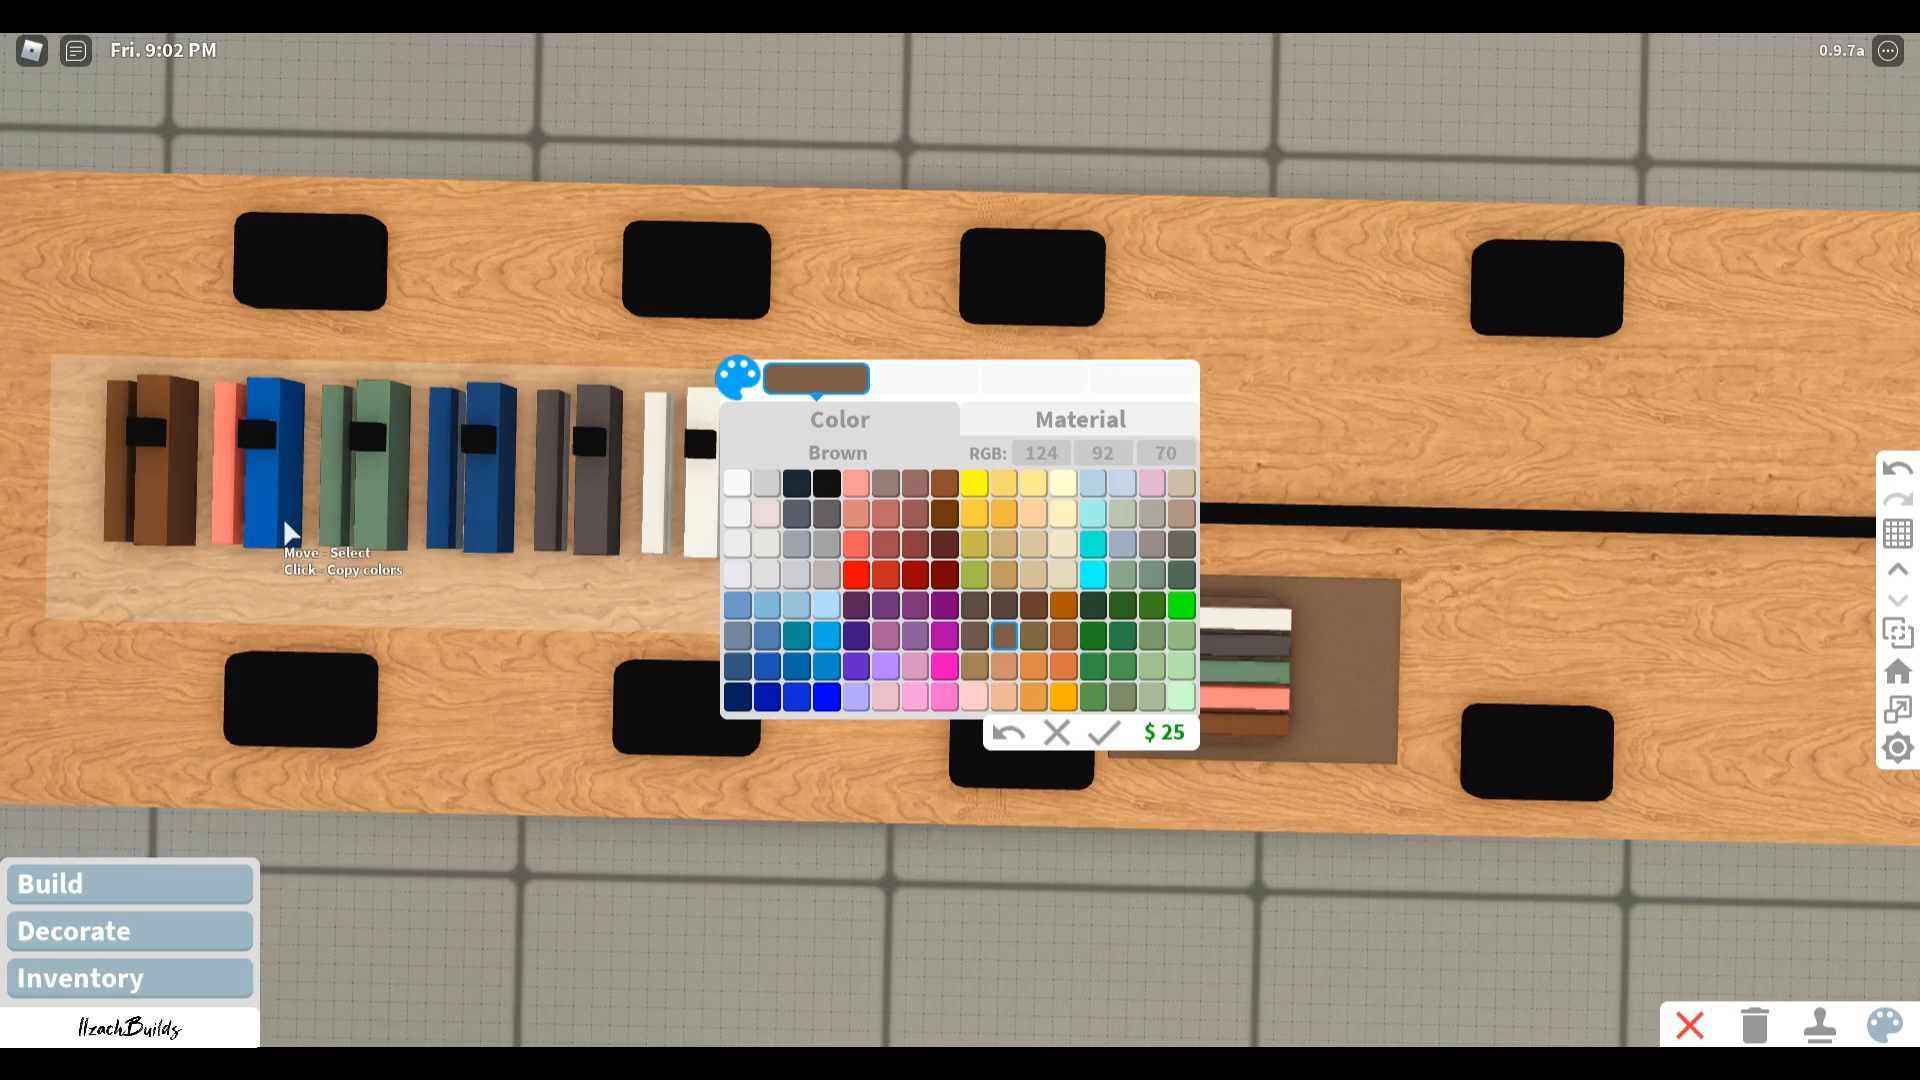 Fri. 9:02 PM
0.9.7a
Color
Material
Brown
RGB: 124 92 70
Move - Select
Click - Copy colors
$ 25
Build
Decorate
Inventory
IIzachBuilds